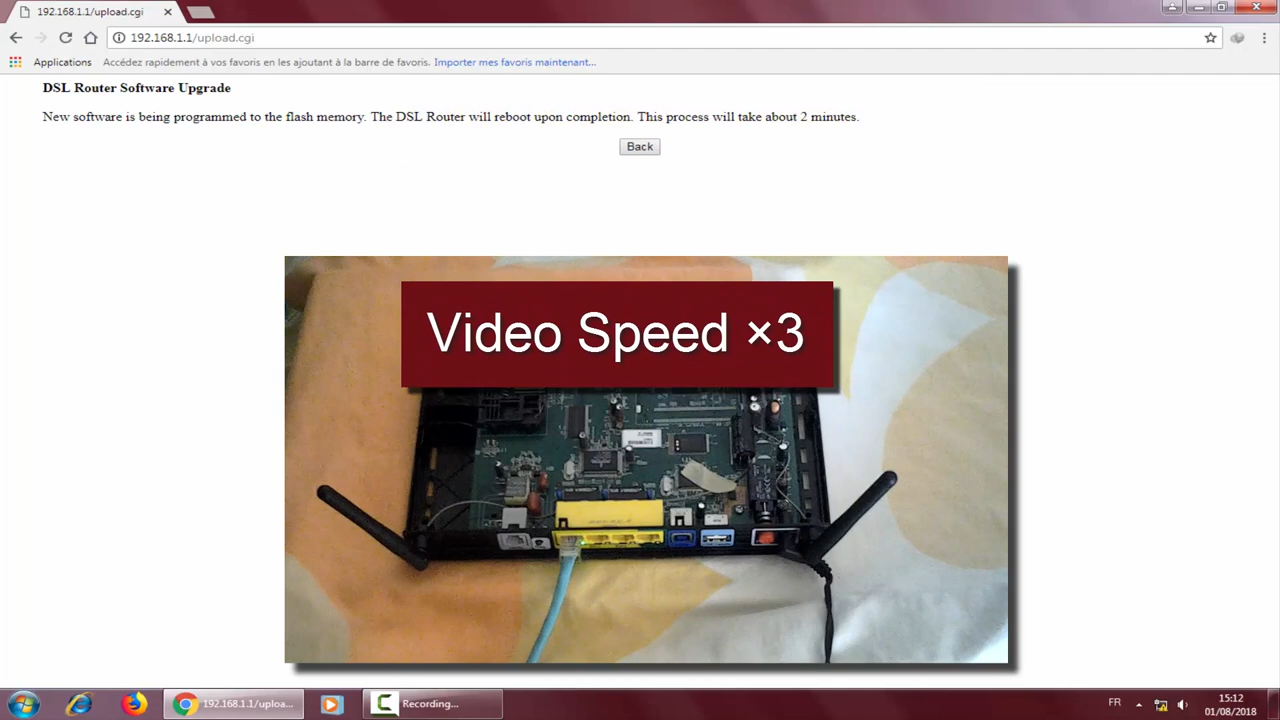 192.168.1.1/upload.cgi
192.168.1.1/upload.cgi
Applications Accédez rapidement à vos favoris en les ajoutant à la barre de favoris. Importer mes favoris maintenant...
DSL Router Software Upgrade
New software is being programmed to the flash memory. The DSL Router will reboot upon completion. This process will take about 2 minutes.
Back
Video Speed ×3
192.168.1.1/uploa...
Recording...
FR
15:12
01/08/2018